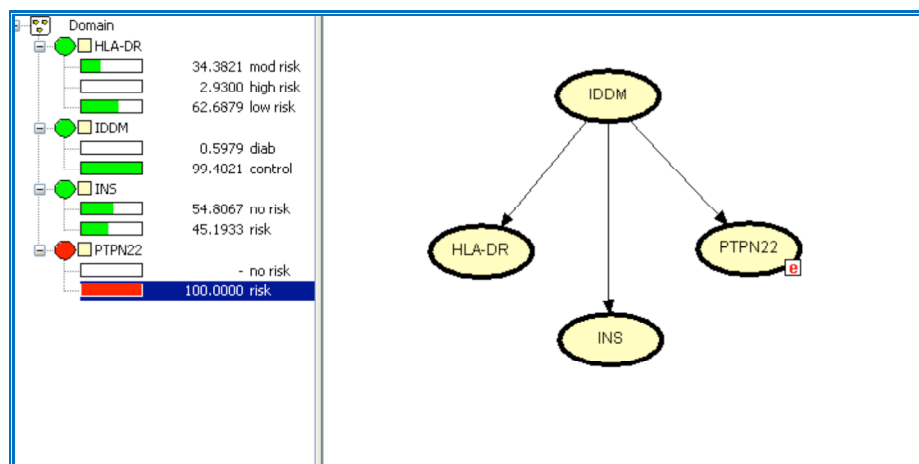 Domain
HLA-DR
34.3821 mod risk
2.9300 high risk
62.6879 low risk
IDDM
0.5979 diab
99.4021 control
INS
54.8067 no risk
45.1933 risk
PTPN22
- no risk
100.0000 risk
IDDM
HLA-DR
PTPN22
e
INS